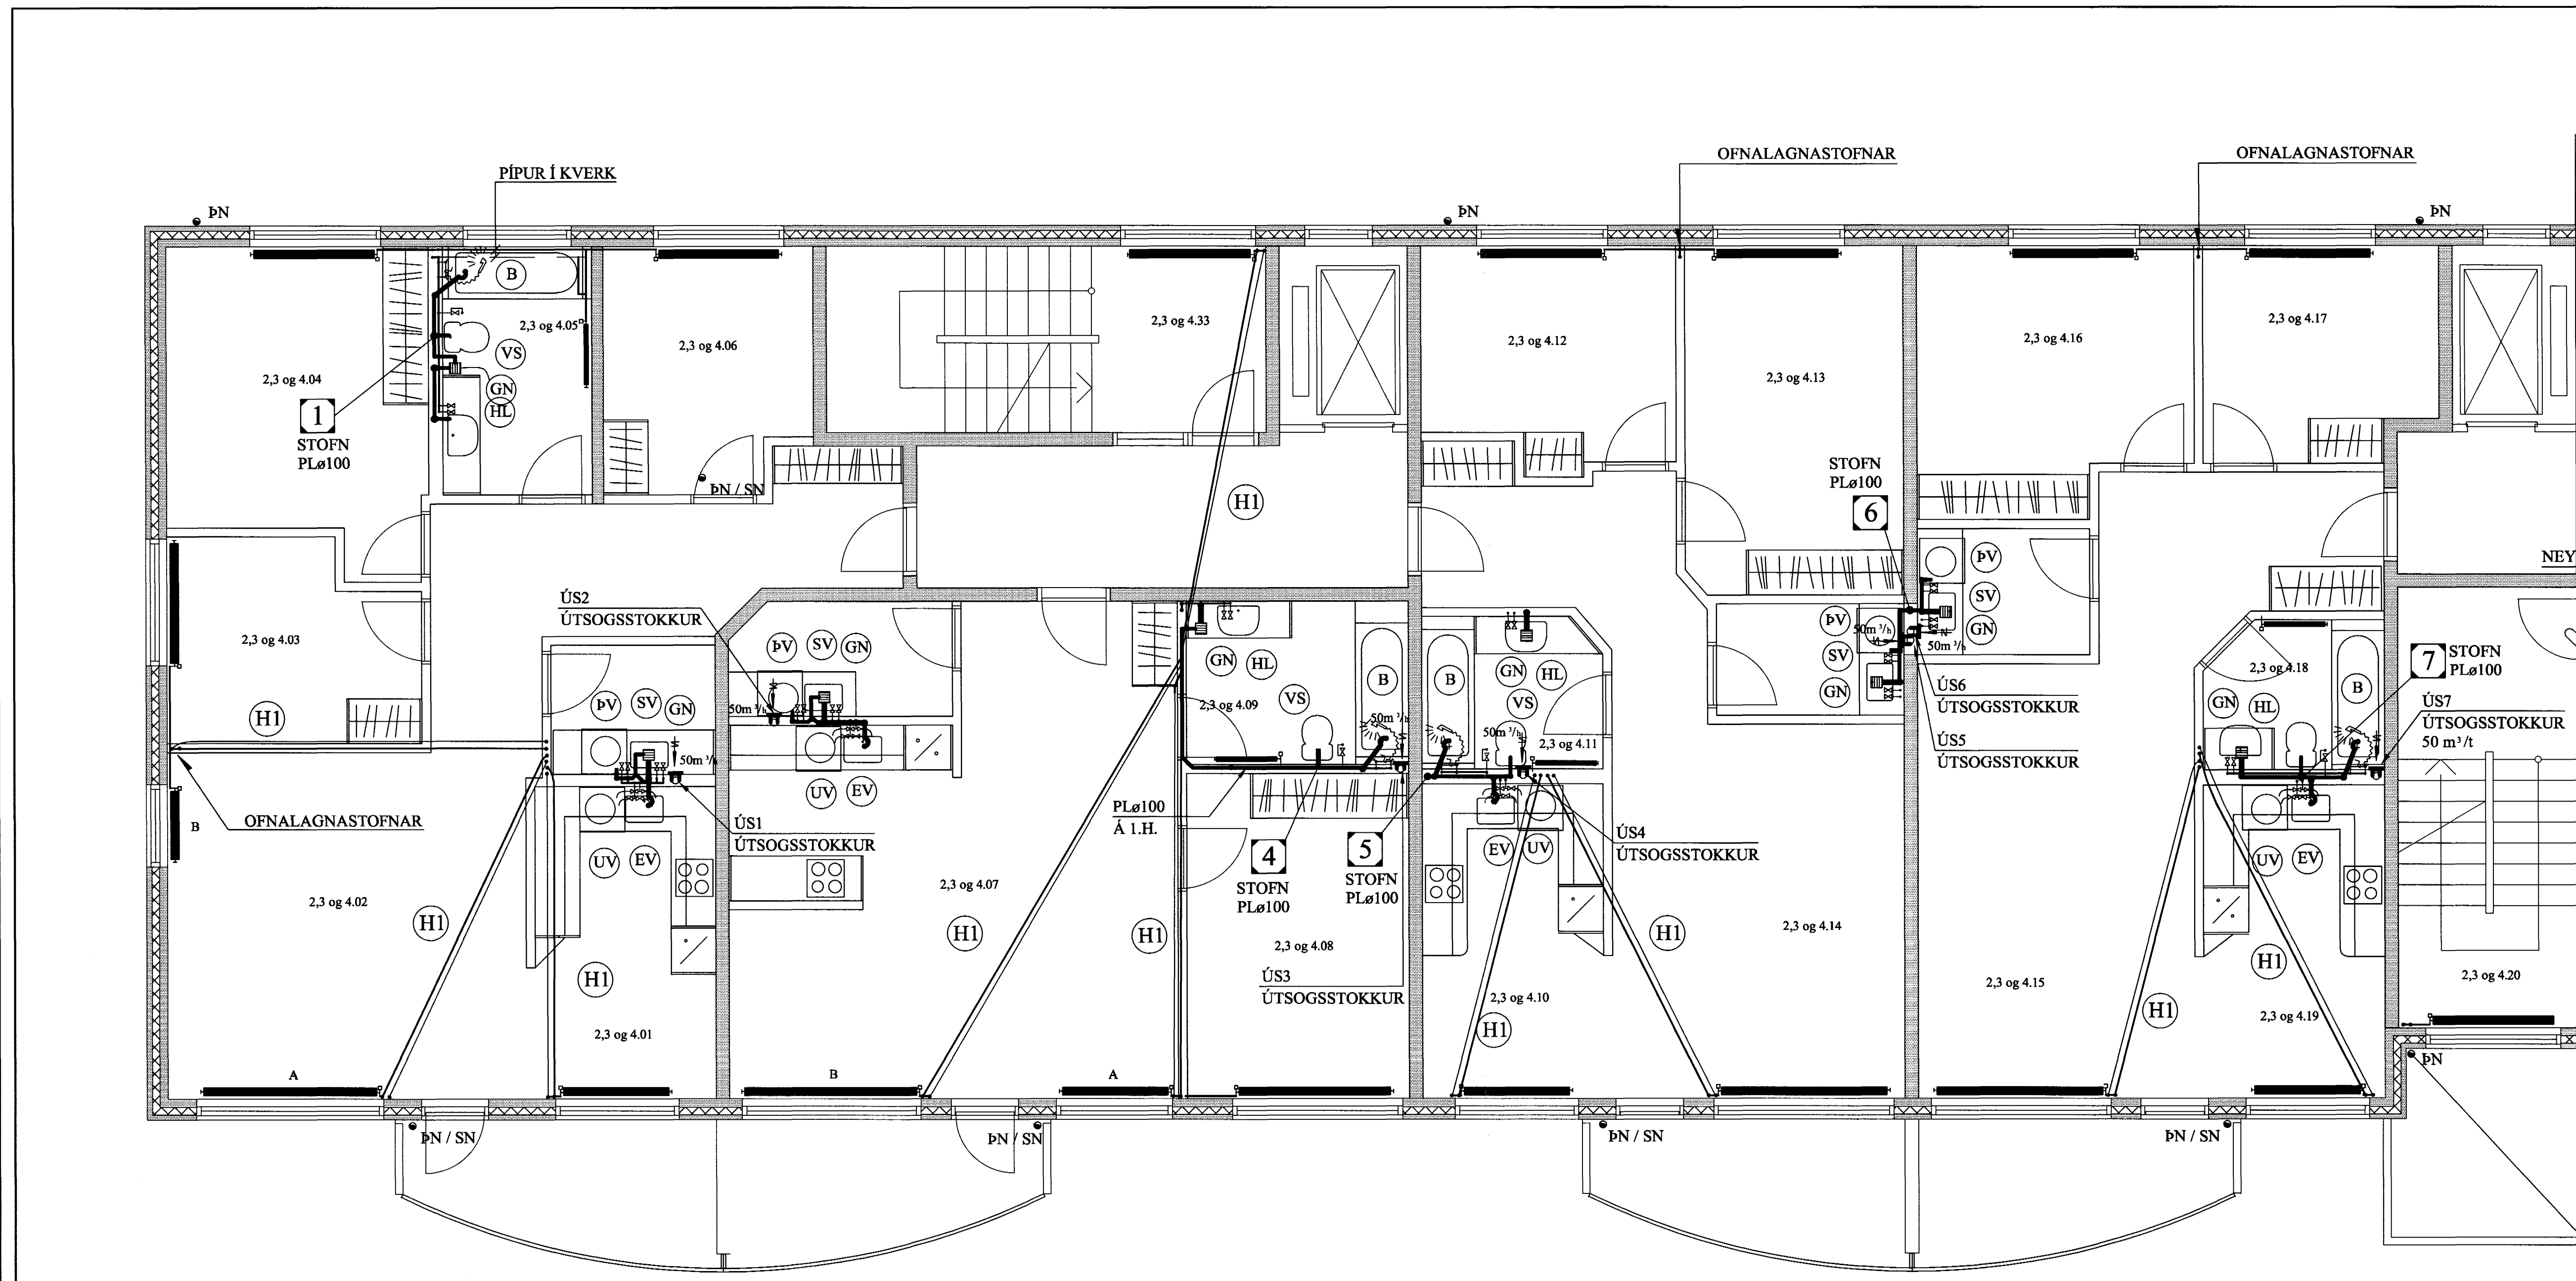 OFNALAGNASTOFNAR
OFNALAGNASTOFNAR
PÍPUR Í KVERK
ÞN
ÞN
ÞN
B
2,3 og 4.05
2,3 og 4.33
2,3 og 4.17
2,3 og 4.06
2,3 og 4.12
2,3 og 4.16
VS
2,3 og 4.04
2,3 og 4.13
GN
HL
1
STOFN
PLø100
STOFN
PLø100
6
ÞN / SN
H1
NEY
ÞV
SV
GN
ÚS2
ÚTSOGSSTOKKUR
2,3 og 4.03
ÞV
SV
GN
50m³/h
50m³/h
ÞV
SV
GN
GN
HL
GN
HL
B
B
VS
VS
2,3 og 4.18
7
STOFN
PLø100
B
GN
HL
ÚS6
ÚTSOGSSTOKKUR
ÚS7
ÚTSOGSSTOKKUR
50 m³/t
ÚS5
ÚTSOGSSTOKKUR
H1
ÞV
SV
GN
50m³/h
2,3 og 4.09
50m³/h
50m³/h
2,3 og 4.11
50m³/h
UV
EV
B
OFNALAGNASTOFNAR
ÚS1
ÚTSOGSSTOKKUR
PLø100
Á 1.H.
ÚS4
ÚTSOGSSTOKKUR
UV
EV
4
STOFN
PLø100
5
STOFN
PLø100
EV
UV
UV
EV
2,3 og 4.07
2,3 og 4.02
H1
H1
H1
2,3 og 4.08
H1
2,3 og 4.14
H1
ÚS3
ÚTSOGSSTOKKUR
H1
2,3 og 4.20
2,3 og 4.15
2,3 og 4.10
H1
H1
2,3 og 4.19
2,3 og 4.01
ÞN
A
B
A
ÞN / SN
ÞN / SN
ÞN / SN
ÞN / SN